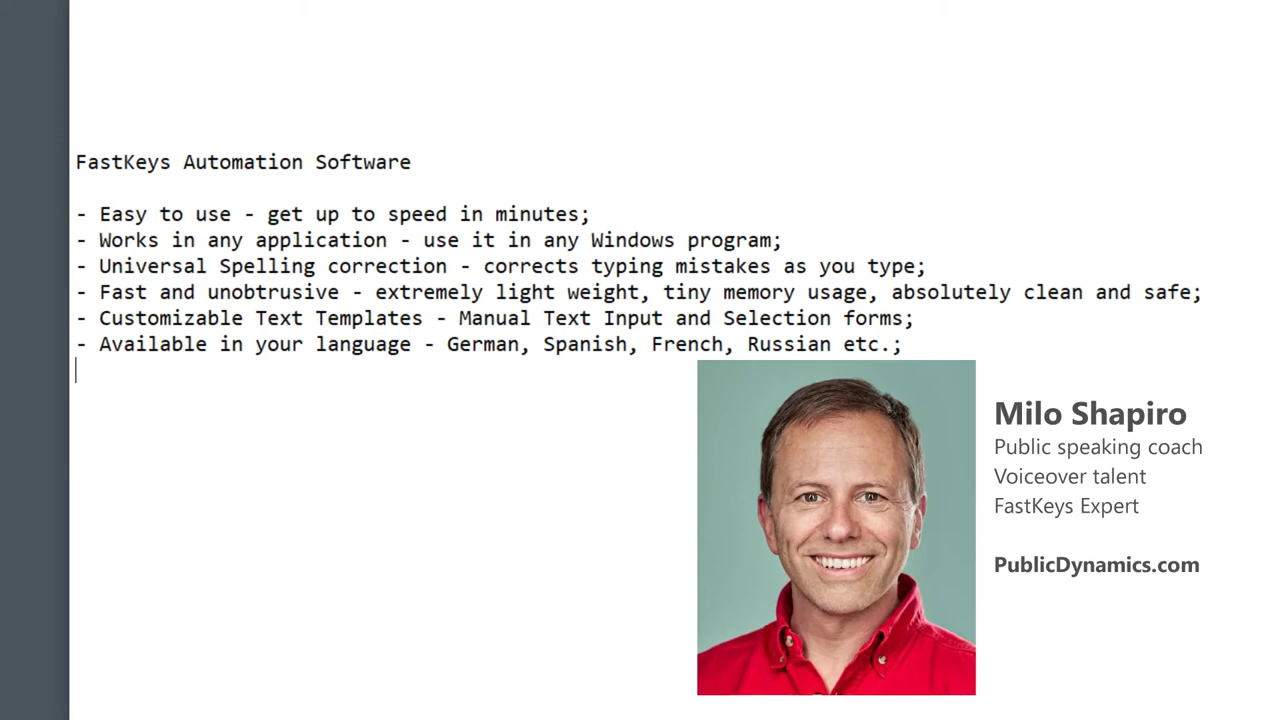 FastKeys Automation Software
- Easy to use - get up to speed in minutes;
- Works in any application - use it in any Windows program;
- Universal Spelling correction - corrects typing mistakes as you type;
- Fast and unobtrusive - extremely light weight, tiny memory usage, absolutely clean and safe;
- Customizable Text Templates - Manual Text Input and Selection forms;
- Available in your language - German, Spanish, French, Russian etc.;
Milo Shapiro
Public speaking coach
Voiceover talent
FastKeys Expert
PublicDynamics.com